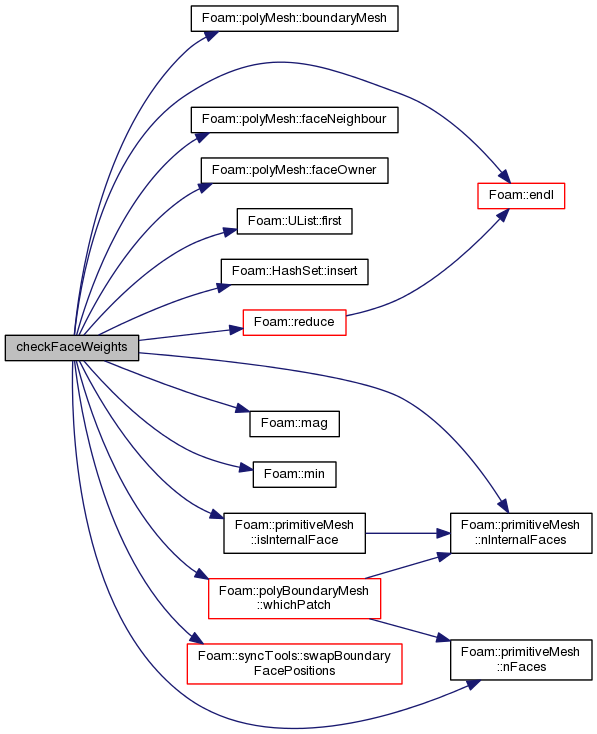 Foam::polyMesh::boundaryMesh
Foam::polyMesh::faceNeighbour
Foam::polyMesh::faceOwner
Foam::endl
Foam::UList::first
Foam::HashSet::insert
Foam::reduce
checkFaceWeights
Foam::mag
Foam::min
Foam::primitiveMesh
::isInternalFace
Foam::primitiveMesh
::nInternalFaces
Foam::polyBoundaryMesh
::whichPatch
Foam::syncTools::swapBoundary
FacePositions
Foam::primitiveMesh
::nFaces